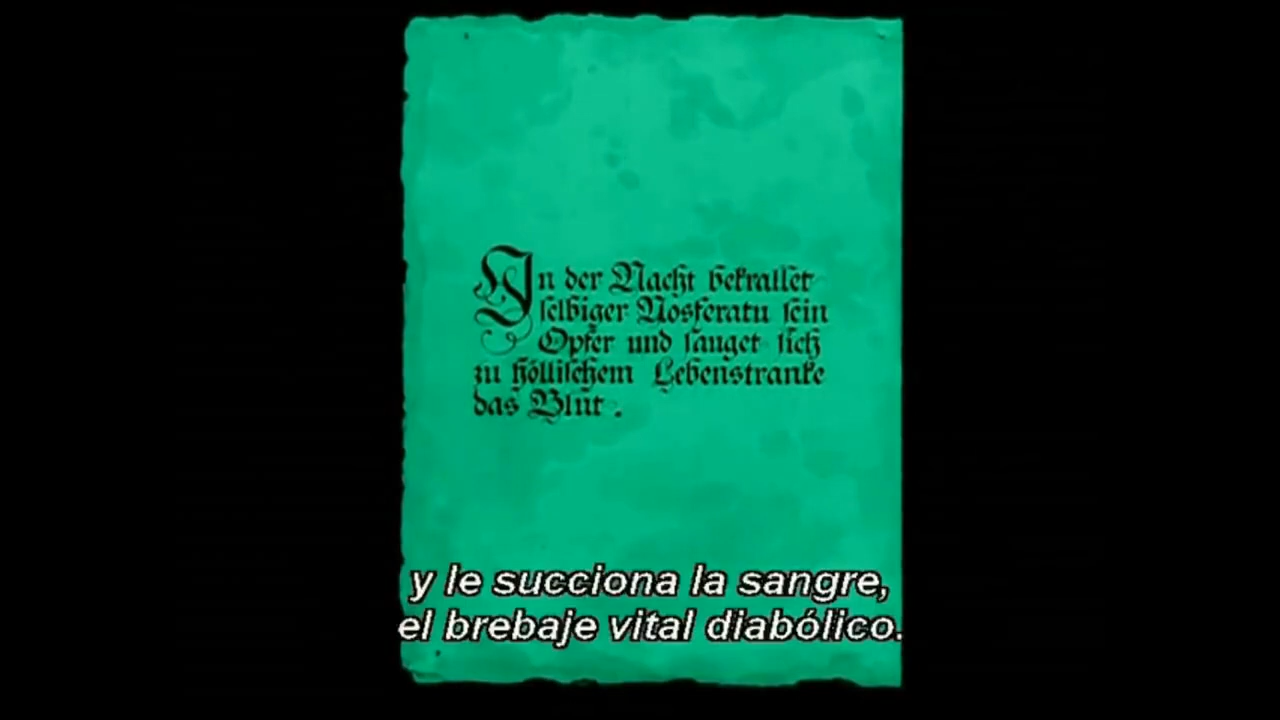 In der Nacht bekrallet
selbiger Nosferatu sein
Opfer und sauget sich
zu höllischem Lebenstranke
das Blut.
y le succiona la sangre,
el brebaje vital diabólico.